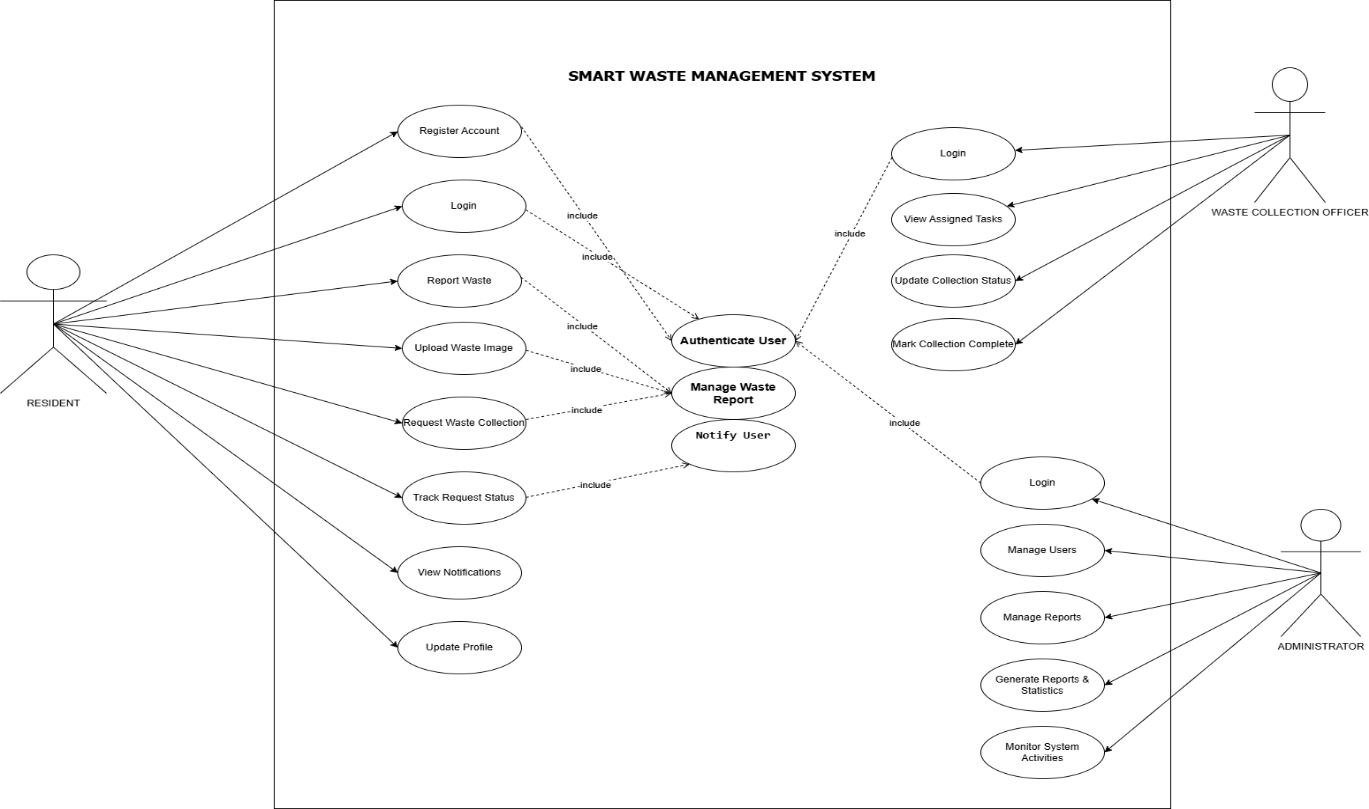 SMART WASTE MANAGEMENT SYSTEM
Register Account
Login
Report Waste
Upload Waste Image
Request Waste Collection
Track Request Status
View Notifications
Update Profile
RESIDENT
include
include
include
include
include
include
Authenticate User
Manage Waste
Report
Notify User
include
include
Login
View Assigned Tasks
Update Collection Status
Mark Collection Complete
WASTE COLLECTION OFFICER
Login
Manage Users
Manage Reports
Generate Reports &
Statistics
Monitor System
Activities
ADMINISTRATOR